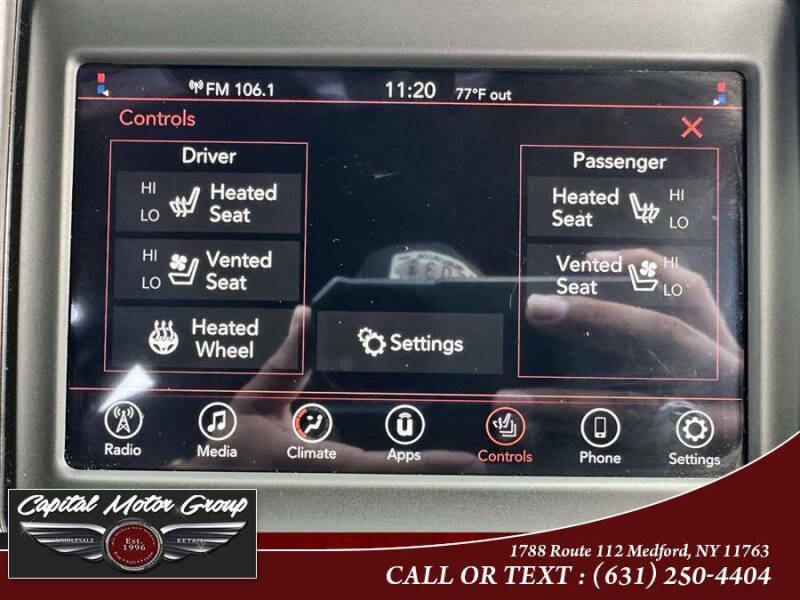 FM 106.1 11:20 77°F out
Controls
Driver
HI
LO
Heated
Seat
HI
LO
Vented
Seat
Heated
Wheel
Settings
Passenger
Heated
Seat
HI
LO
Vented
Seat
HI
LO
Radio Media Climate Apps Controls Phone Settings
Capital Motor Group
WHOLESALE RETAIL
Est.
1996
1788 Route 112 Medford, NY 11763
CALL OR TEXT : (631) 250-4404